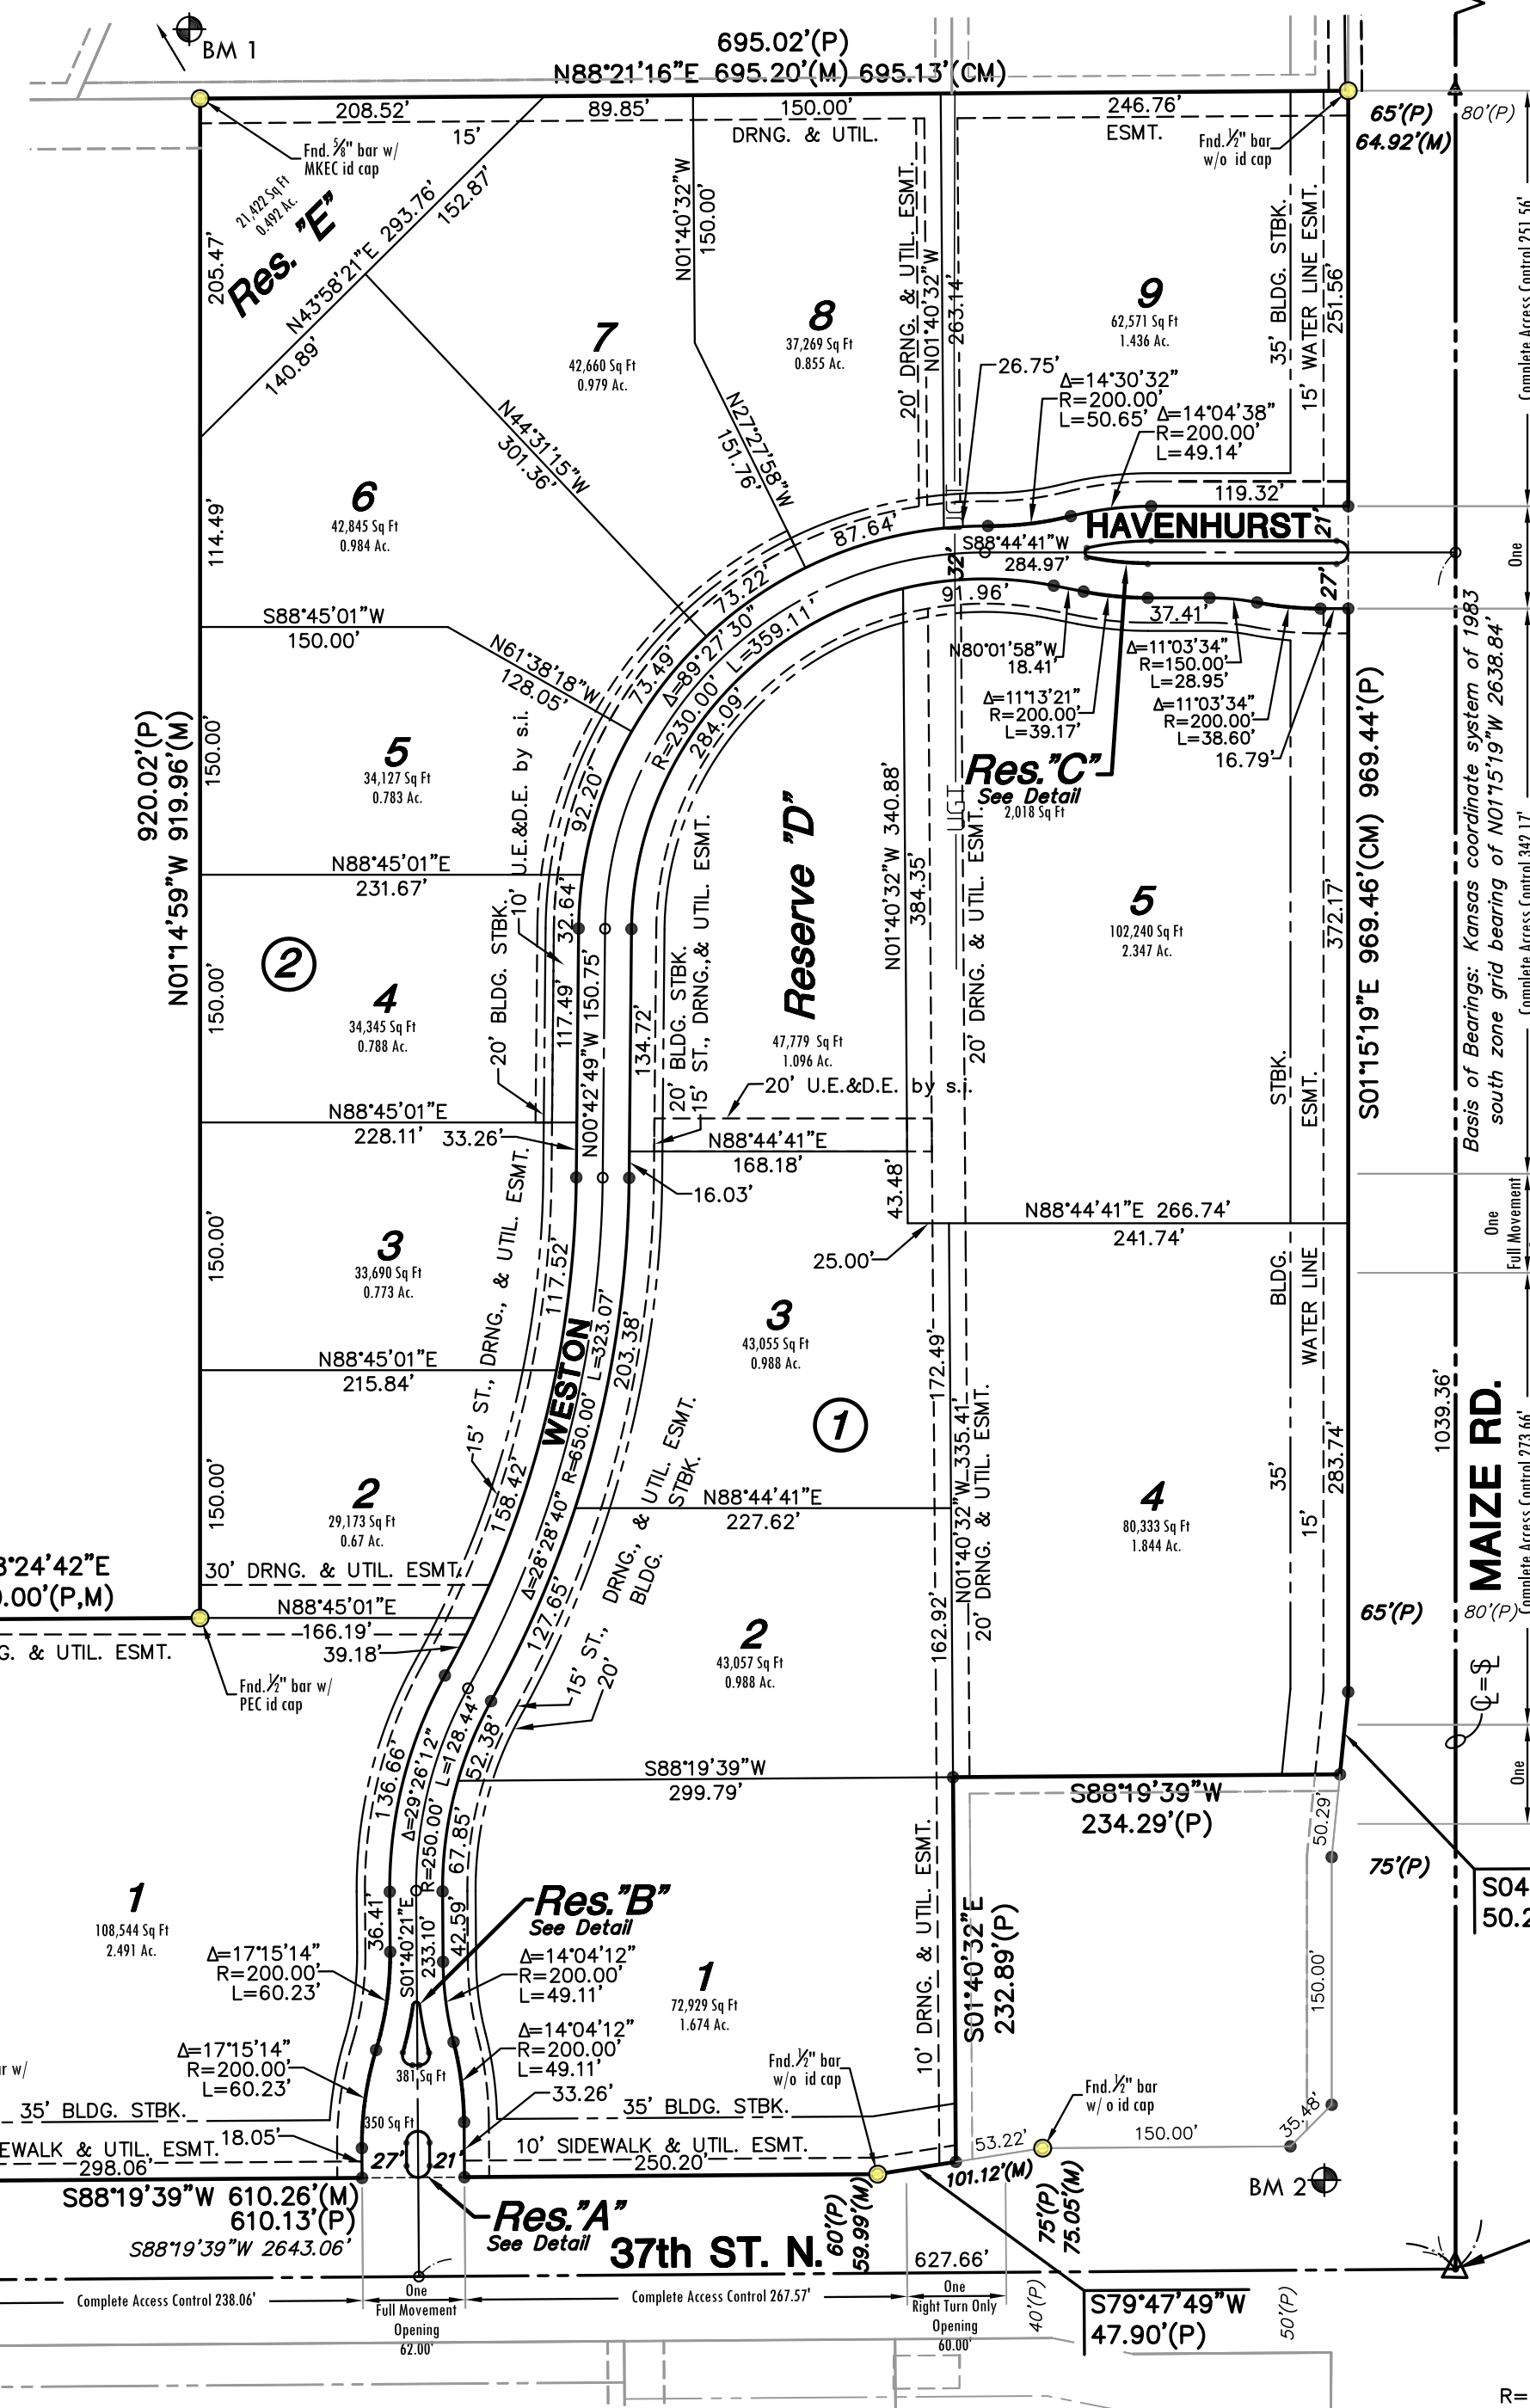 BM 1
695.02'(P)
N88°21'16"E 695.20'(M) 695.13'(CM)
208.52'
89.85'
150.00'
246.76'
15'
DRNG. & UTIL.
ESMT.
65'(P)
80'(P)
64.92'(M)
Fnd. 5/8" bar w/
MKEC id cap
Fnd. 1/2" bar
w/o id cap
21,422 Sq Ft
0.492 Ac.
Res. "E"
N43°58'21"E 293.76'
152.87'
140.89'
205.47'
N01°40'32"W
150.00'
20' DRNG. & UTIL. ESMT.
N01°40'32"W
263.14'
35' BLDG. STBK.
15' WATER LINE ESMT.
251.56'
Complete Access Control 251.56'
7
42,660 Sq Ft
0.979 Ac.
8
37,269 Sq Ft
0.855 Ac.
9
62,571 Sq Ft
1.436 Ac.
26.75'
Δ=14°30'32"
R=200.00'
L=50.65'
Δ=14°04'38"
R=200.00'
L=49.14'
N44°31'15"W
301.36'
N27°27'58"W
151.76'
6
42,845 Sq Ft
0.984 Ac.
114.49'
119.32'
HAVENHURST
21'
One
87.64'
UGT
S88°44'41"W
284.97'
32'
27'
73.22'
91.96'
37.41'
S88°45'01"W
150.00'
N61°38'18"W
128.05'
73.49'
Δ=89°27'30"
L=359.11'
R=230.00'
284.09'
N80°01'58"W
18.41'
Δ=11°03'34"
R=150.00'
L=28.95'
Δ=11°13'21"
R=200.00'
L=39.17'
Δ=11°03'34"
R=200.00'
L=38.60'
16.79'
Res."C"
See Detail
2,018 Sq Ft
920.02'(P)
N01°14'59"W 919.96'(M)
150.00'
5
34,127 Sq Ft
0.783 Ac.
10' U.E.&D.E. by s.i.
92.20'
Reserve "D"
47,779 Sq Ft
1.096 Ac.
N01°40'32"W 340.88'
384.35'
UGT
20' DRNG. & UTIL. ESMT.
5
102,240 Sq Ft
2.347 Ac.
372.17'
S01°15'19"E 969.46'(CM) 969.44'(P)
Basis of Bearings: Kansas coordinate system of 1983
south zone grid bearing of N01°15'19"W 2638.84'
Complete Access Control 342.17'
N88°45'01"E
231.67'
32.64'
2
20' BLDG. STBK.
150.00'
4
34,345 Sq Ft
0.788 Ac.
117.49'
N00°42'49"W 150.75'
134.72'
20' BLDG. STBK.
15' ST., DRNG.,& UTIL. ESMT.
20' U.E.&D.E. by s.i.
STBK.
ESMT.
N88°45'01"E
228.11'
33.26'
N88°44'41"E
168.18'
16.03'
43.48'
N88°44'41"E 266.74'
241.74'
25.00'
One
Full Movement
150.00'
3
33,690 Sq Ft
0.773 Ac.
15' ST., DRNG., & UTIL. ESMT.
117.52'
WESTON
L=323.07'
R=650.00'
Δ=28°28'40"
203.38'
3
43,055 Sq Ft
0.988 Ac.
172.49'
N01°40'32"W 335.41'
20' DRNG. & UTIL. ESMT.
BLDG.
WATER LINE
35'
15'
283.74'
1039.36'
MAIZE RD.
Complete Access Control 273.66'
N88°45'01"E
215.84'
1
150.00'
2
29,173 Sq Ft
0.67 Ac.
158.42'
N88°44'41"E
227.62'
4
80,333 Sq Ft
1.844 Ac.
8°24'42"E
0.00'(P,M)
30' DRNG. & UTIL. ESMT.
N88°45'01"E
166.19'
39.18'
G. & UTIL. ESMT.
Fnd. 1/2" bar w/
PEC id cap
127.65'
15' ST., DRNG., & UTIL. ESMT.
20' BLDG. STBK.
2
43,057 Sq Ft
0.988 Ac.
162.92'
65'(P)
80'(P)
136.66'
Δ=29°26'12"
L=128.44'
R=250.00'
52.38'
S88°19'39"W
299.79'
S88°19'39"W
234.29'(P)
50.29'
75'(P)
One
S04
50.2
67.85'
1
108,544 Sq Ft
2.491 Ac.
36.41'
S01°40'21"E
233.10'
42.59'
Res."B"
See Detail
Δ=17°15'14"
R=200.00'
L=60.23'
Δ=14°04'12"
R=200.00'
L=49.11'
1
72,929 Sq Ft
1.674 Ac.
10' DRNG. & UTIL. ESMT.
S01°40'32"E
232.89'(P)
150.00'
Δ=17°15'14"
R=200.00'
L=60.23'
Δ=14°04'12"
R=200.00'
L=49.11'
381 Sq Ft
33.26'
Fnd. 1/2" bar
w/o id cap
Fnd. 1/2" bar
w/o id cap
35.48'
r w/
35' BLDG. STBK.
350 Sq Ft
35' BLDG. STBK.
EWALK & UTIL. ESMT.
18.05'
27'
21'
10' SIDEWALK & UTIL. ESMT.
53.22'
150.00'
298.06'
250.20'
101.12'(M)
BM 2
S88°19'39"W 610.26'(M)
610.13'(P)
S88°19'39"W 2643.06'
Res."A"
See Detail
37th ST. N.
60'(P)
59.99'(M)
75'(P)
75.05'(M)
627.66'
Complete Access Control 238.06'
One
Full Movement
Opening
62.00'
Complete Access Control 267.57'
One
Right Turn Only
Opening
60.00'
40'(P)
S79°47'49"W
47.90'(P)
50'(P)
R=